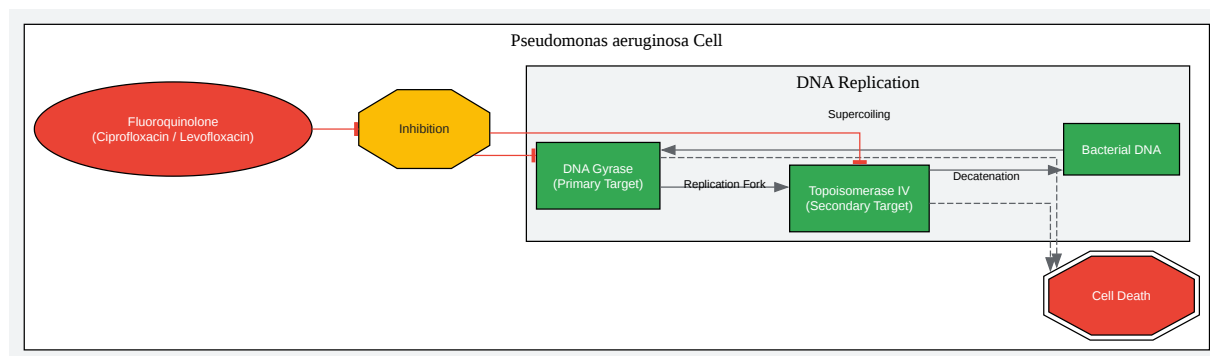 Pseudomonas aeruginosa Cell
DNA Replication
Supercoiling
Fluoroquinolone
(Ciprofloxacin / Levofloxacin)
Inhibition
Bacterial DNA
DNA Gyrase
(Primary Target)
Replication Fork
Topoisomerase IV
(Secondary Target)
Decatenation
Cell Death